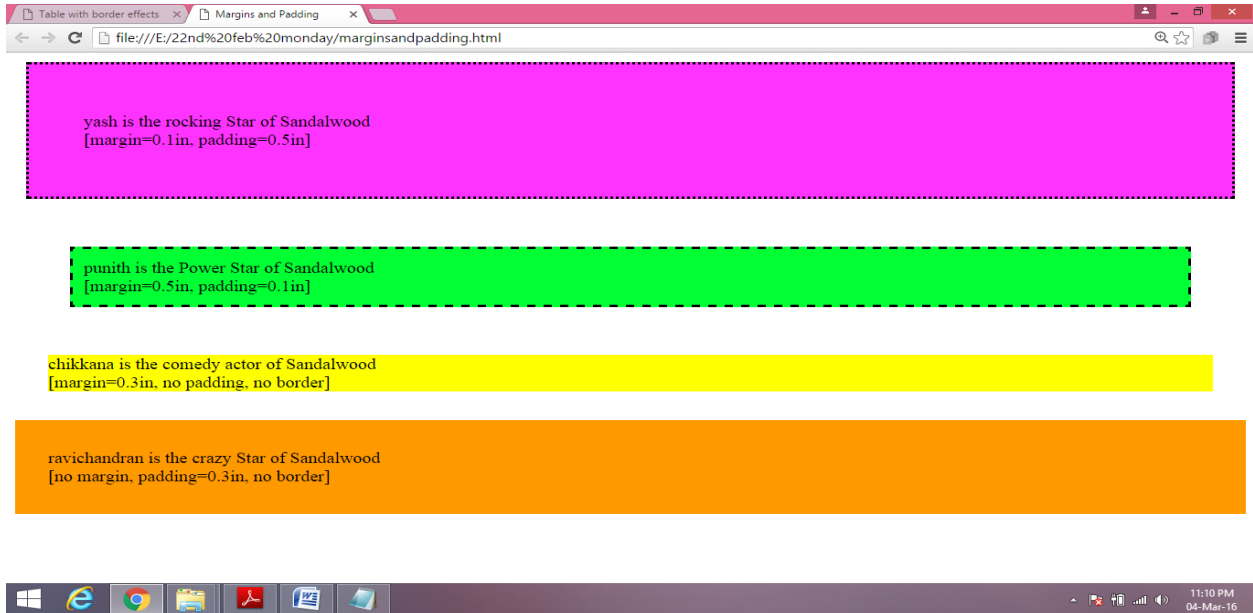 Table with border effects
Margins and Padding
file:///E:/22nd%20feb%20monday/marginsandpadding.html
yash is the rocking Star of Sandalwood
[margin=0.1in, padding=0.5in]
punith is the Power Star of Sandalwood
[margin=0.5in, padding=0.1in]
chikkana is the comedy actor of Sandalwood
[margin=0.3in, no padding, no border]
ravichandran is the crazy Star of Sandalwood
[no margin, padding=0.3in, no border]
11:10 PM
04-Mar-16